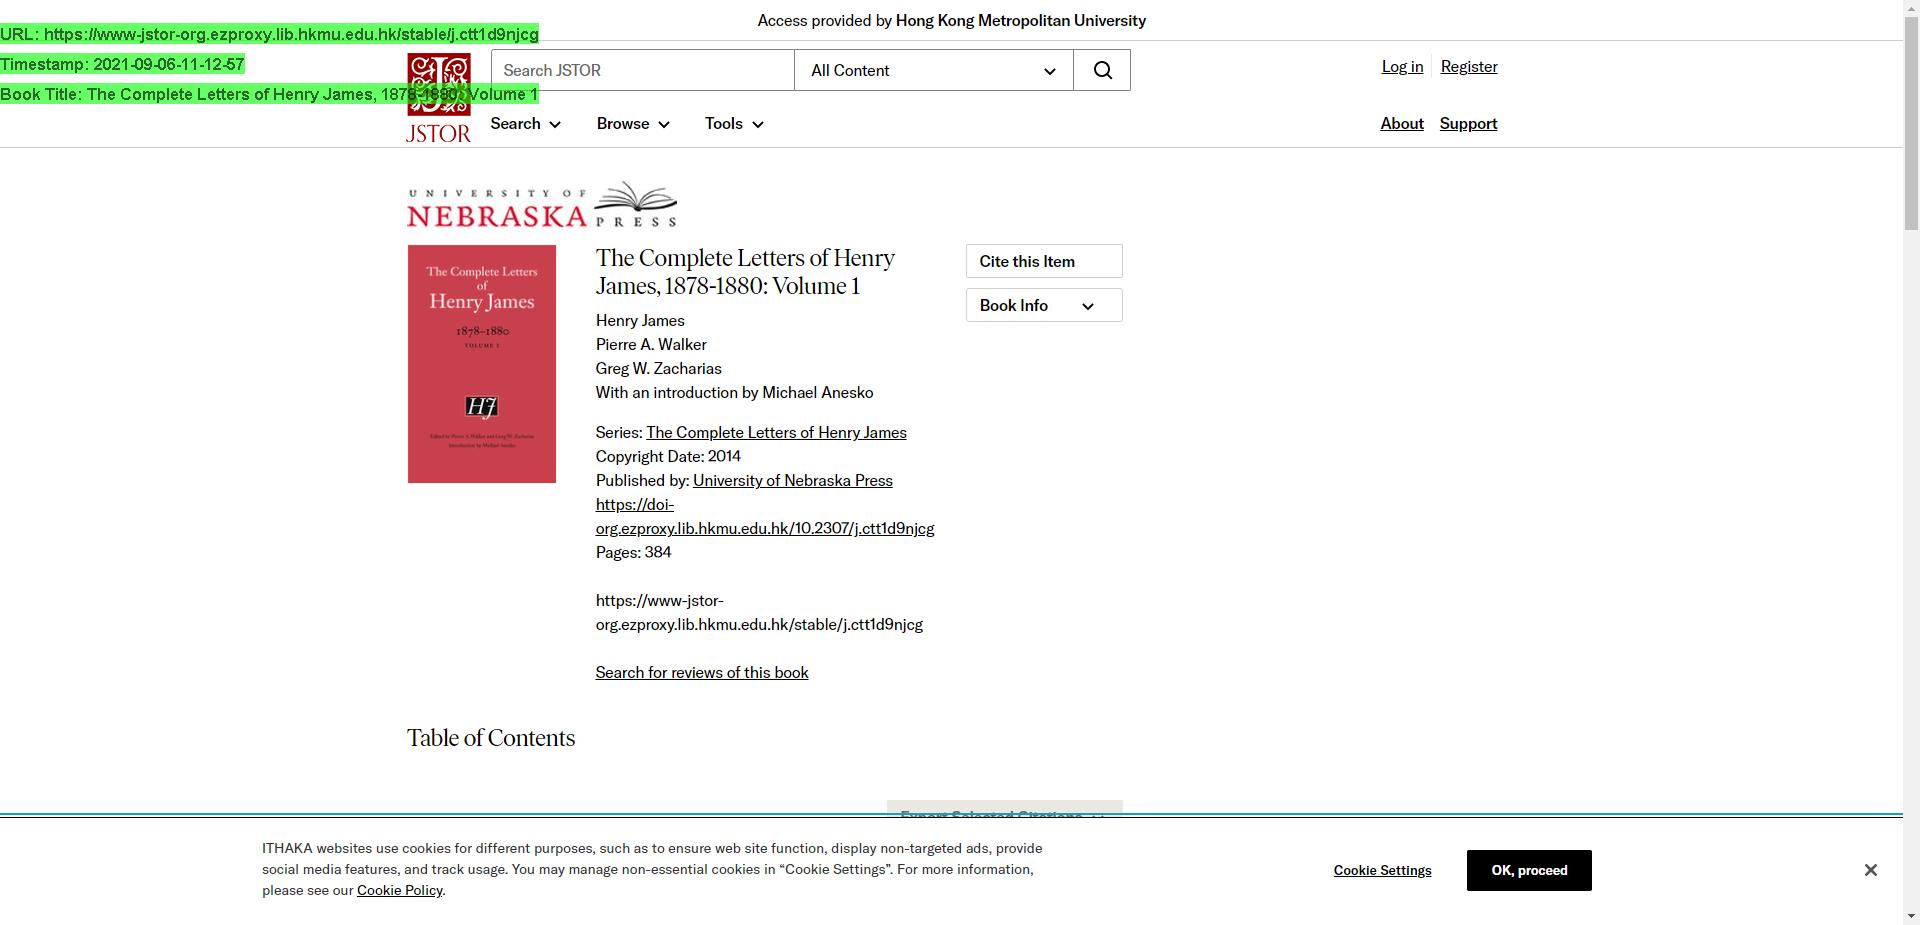 Access provided by Hong Kong Metropolitan University
URL: https://www-jstor-org.ezproxy.lib.hkmu.edu.hk/stable/j.ctt1d9njcg
Timestamp: 2021-09-06-11-12-57
Book Title: The Complete Letters of Henry James, 1878-1880: Volume 1
JSTOR
Search JSTOR
All Content
Log in
Register
Search
Browse
Tools
About
Support
UNIVERSITY OF
NEBRASKA PRESS
The Complete Letters
of
Henry James
1878–1880
VOLUME 1
HJ
Edited by Pierre A. Walker and Greg W. Zacharias
Introduction by Michael Anesko
The Complete Letters of Henry
James, 1878-1880: Volume 1
Henry James
Pierre A. Walker
Greg W. Zacharias
With an introduction by Michael Anesko
Series: The Complete Letters of Henry James
Copyright Date: 2014
Published by: University of Nebraska Press
https://doi-
org.ezproxy.lib.hkmu.edu.hk/10.2307/j.ctt1d9njcg
Pages: 384
https://www-jstor-
org.ezproxy.lib.hkmu.edu.hk/stable/j.ctt1d9njcg
Search for reviews of this book
Cite this Item
Book Info
Table of Contents
Export Selected Citations
ITHAKA websites use cookies for different purposes, such as to ensure web site function, display non-targeted ads, provide
social media features, and track usage. You may manage non-essential cookies in “Cookie Settings”. For more information,
please see our Cookie Policy.
Cookie Settings
OK, proceed